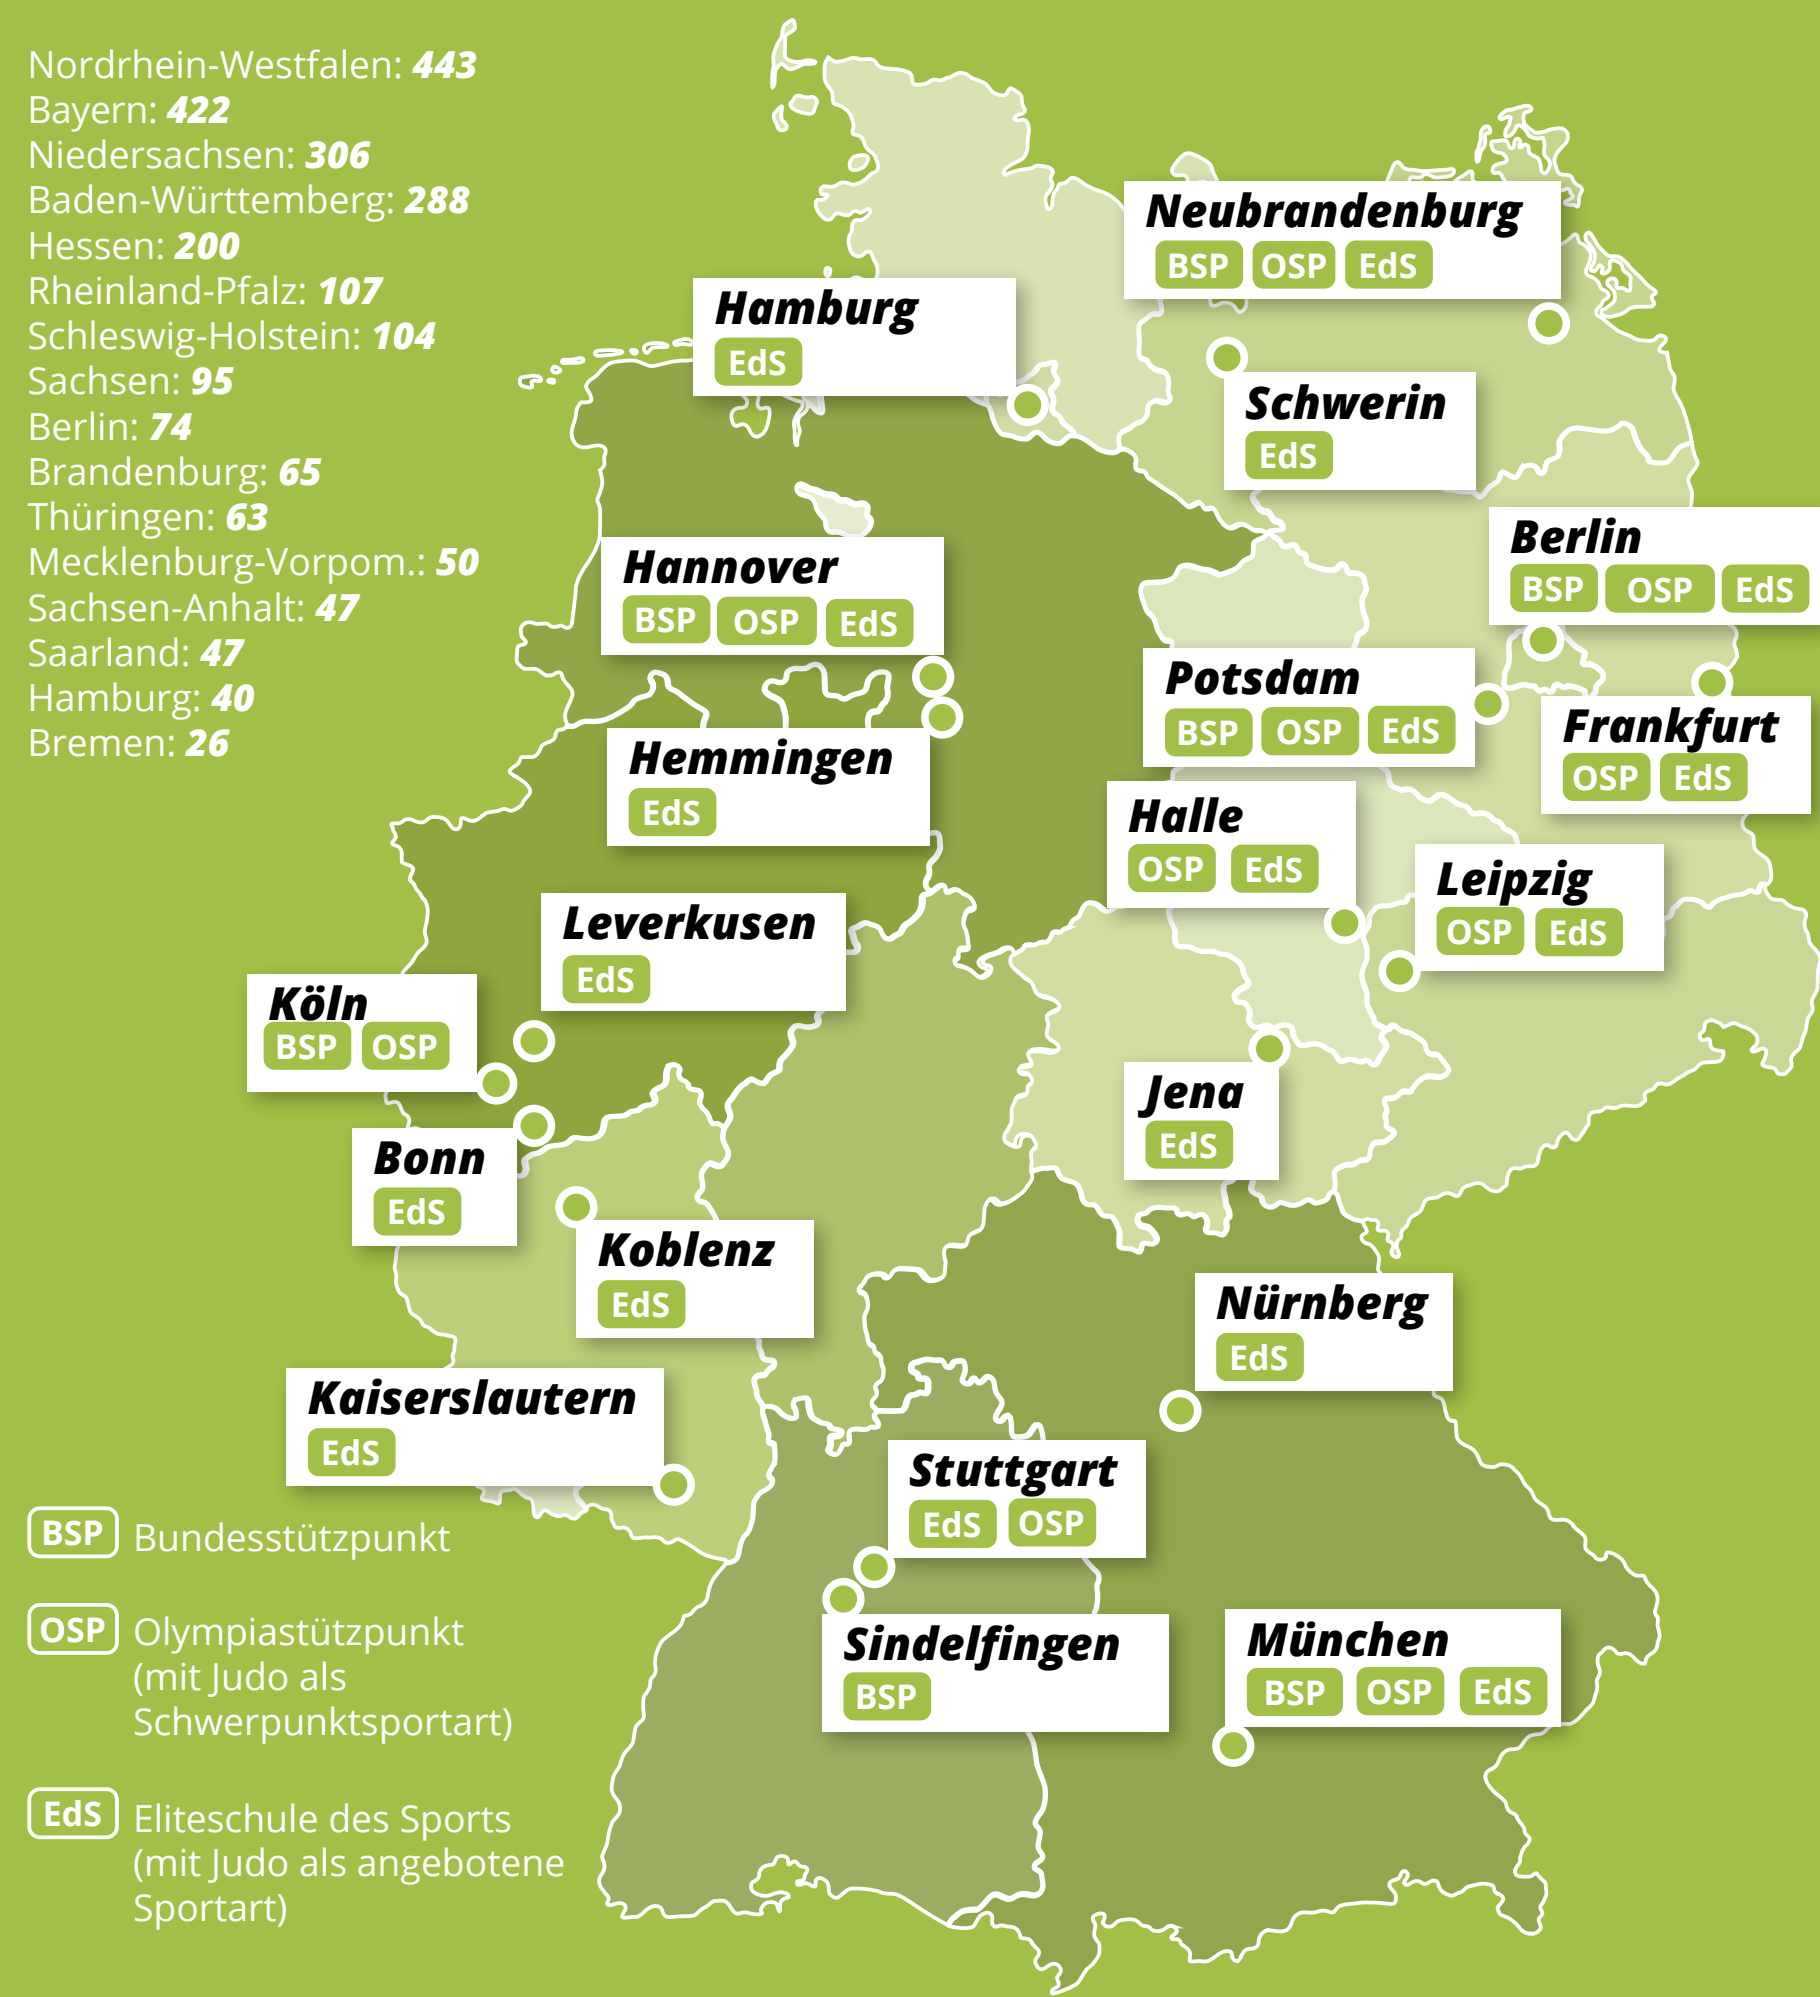 Nordrhein-Westfalen: 443
Bayern: 422
Niedersachsen: 306
Baden-Württemberg: 288
Hessen: 200
Rheinland-Pfalz: 107
Schleswig-Holstein: 104
Sachsen: 95
Berlin: 74
Brandenburg: 65
Thüringen: 63
Mecklenburg-Vorpom.: 50
Sachsen-Anhalt: 47
Saarland: 47
Hamburg: 40
Bremen: 26
Neubrandenburg
BSP OSP EdS
Hamburg
EdS
Schwerin
EdS
Berlin
BSP OSP EdS
Hannover
BSP OSP EdS
Potsdam
BSP OSP EdS
Frankfurt
OSP EdS
Hemmingen
EdS
Halle
OSP EdS
Leipzig
OSP EdS
Leverkusen
EdS
Köln
BSP OSP
Jena
EdS
Bonn
EdS
Koblenz
EdS
Nürnberg
EdS
Kaiserslautern
EdS
Stuttgart
EdS OSP
Sindelfingen
BSP
München
BSP OSP EdS
BSP Bundesstützpunkt
OSP Olympiastützpunkt
(mit Judo als
Schwerpunktsportart)
EdS Eliteschule des Sports
(mit Judo als angebotene
Sportart)